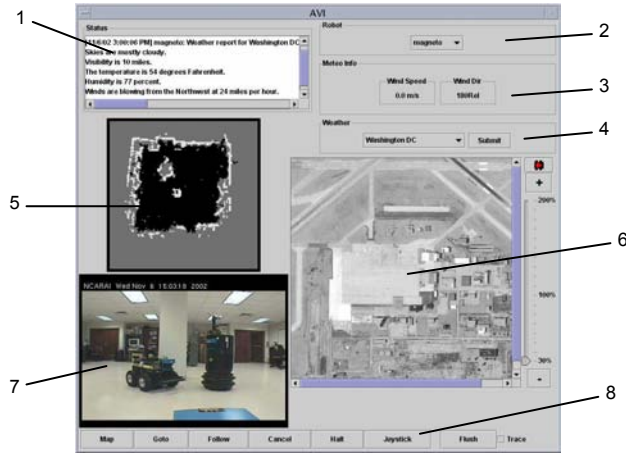 AVI
1
Status
[11/6/02 3:00:06 PM] magnolo: Weather report for Washington DC
Skies are mostly cloudy.
Visibility is 10 miles.
The temperature is 54 degrees Fahrenheit.
Humidity is 77 percent.
Winds are blowing from the Northwest at 24 miles per hour.
Robot
magnolo
2
Meteo Info
Wind Speed
Wind Dir
0.0 m/s
180Rel
3
Weather
Washington DC
Submit
4
5
+
200%
100%
30%
-
6
NCARAI Wed Nov 6 15:03:18 2002
7
8
Map
Goto
Follow
Cancel
Halt
Joystick
Flush
Trace